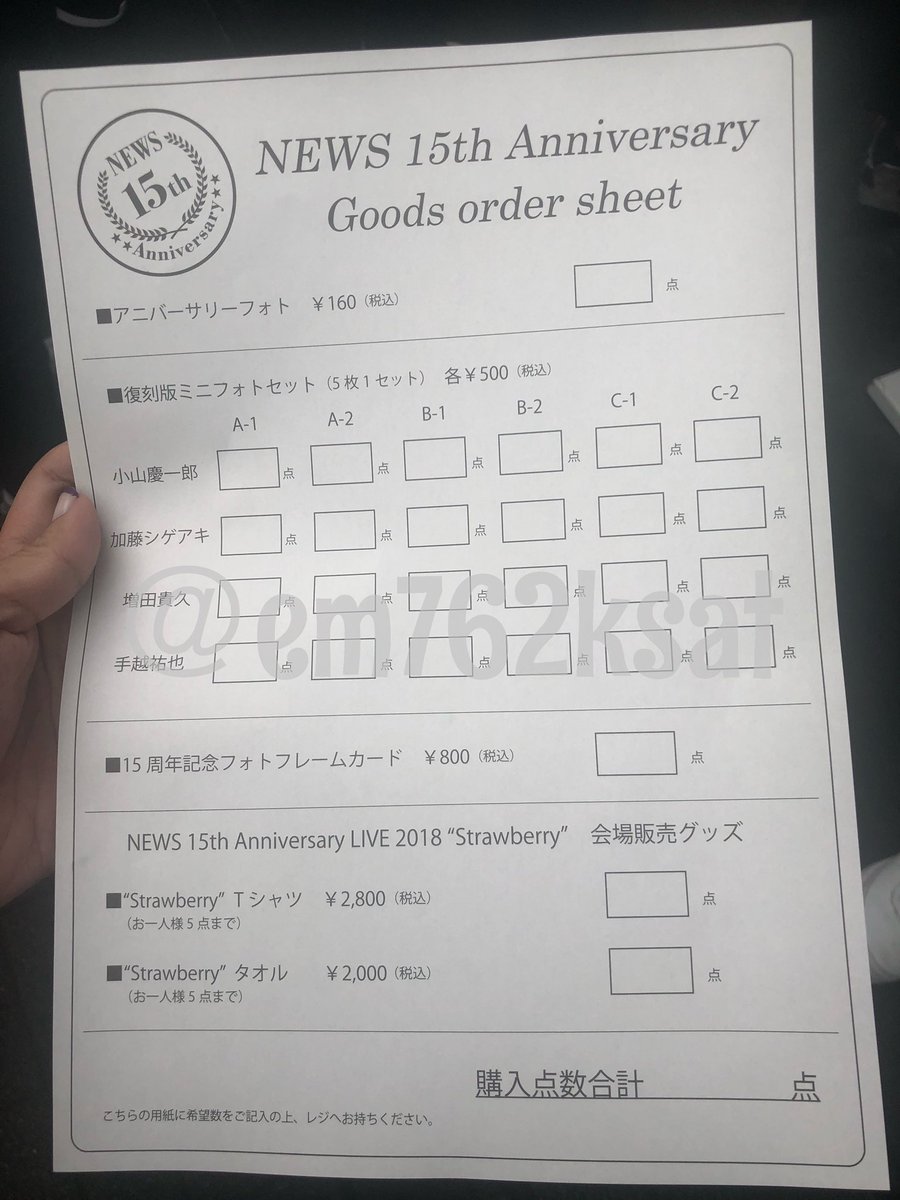 NEWS
15th
★★Anniversary★★
NEWS 15th Anniversary
Goods order sheet
■アニバーサリーフォト ¥160（税込） 点
■復刻版ミニフォトセット（5枚1セット） 各¥500（税込）
A-1 A-2 B-1 B-2 C-1 C-2
小山慶一郎 点 点 点 点 点 点
加藤シゲアキ 点 点 点 点 点 点
増田貴久 点 点 点 点 点 点
手越祐也 点 点 点 点 点 点
@em762ksat
■15周年記念フォトフレームカード ¥800（税込） 点
NEWS 15th Anniversary LIVE 2018 “Strawberry” 会場販売グッズ
■“Strawberry” Tシャツ ¥2,800（税込） 点
（お一人様5点まで）
■“Strawberry” タオル ¥2,000（税込） 点
（お一人様5点まで）
購入点数合計 点
こちらの用紙に希望数をご記入の上、レジへお持ちください。